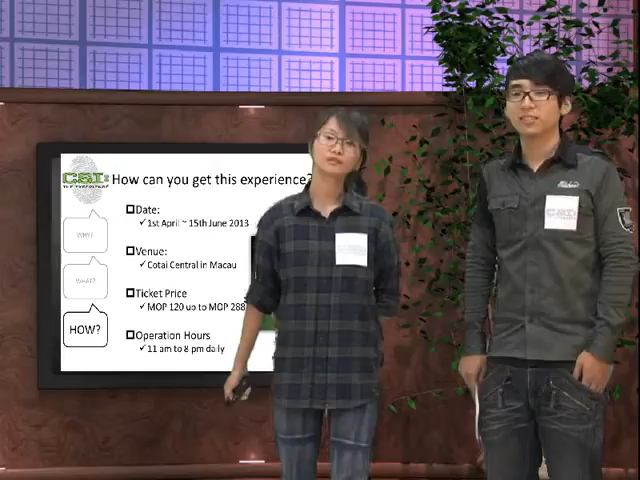 CSI:
THE EXPERIENCE
How can you get this experience?
WHY?
WHAT?
HOW?
Date:
✓1st April ~ 15th June 2013
Venue:
✓Cotai Central in Macau
Ticket Price
✓MOP 120 up to MOP 288
Operation Hours
✓11 am to 8 pm daily
CSI: